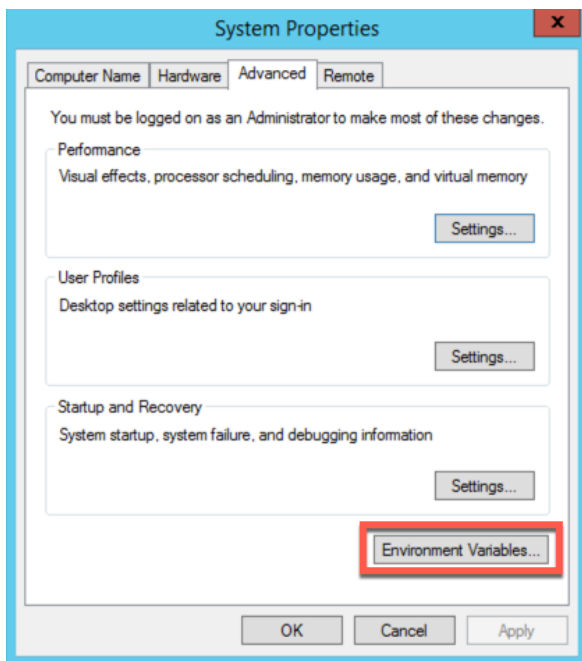 System Properties
x
Computer Name Hardware Advanced Remote
You must be logged on as an Administrator to make most of these changes.
Performance
Visual effects, processor scheduling, memory usage, and virtual memory
Settings...
User Profiles
Desktop settings related to your sign-in
Settings...
Startup and Recovery
System startup, system failure, and debugging information
Settings...
Environment Variables...
OK Cancel Apply